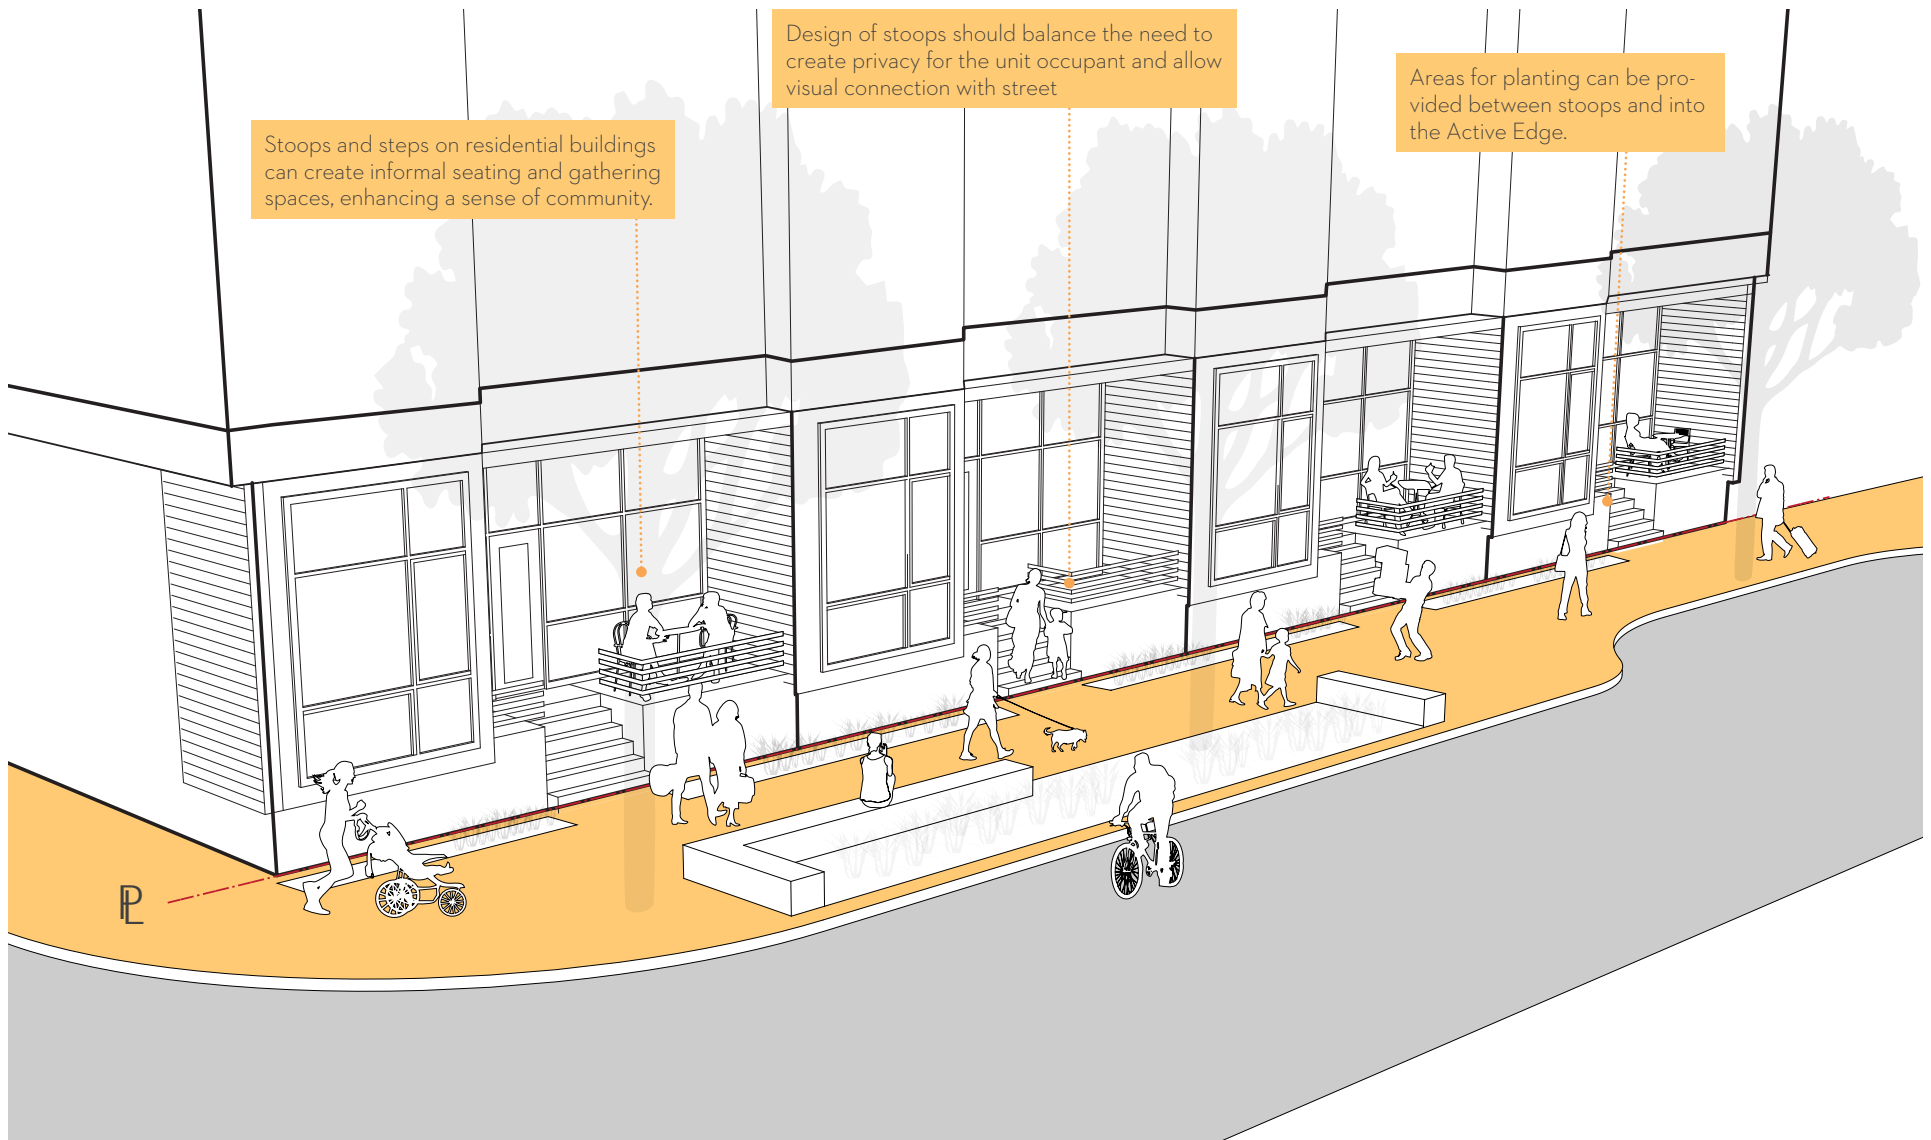 Design of stoops should balance the need to
create privacy for the unit occupant and allow
visual connection with street
Areas for planting can be pro-
vided between stoops and into
the Active Edge.
Stoops and steps on residential buildings
can create informal seating and gathering
spaces, enhancing a sense of community.
PL